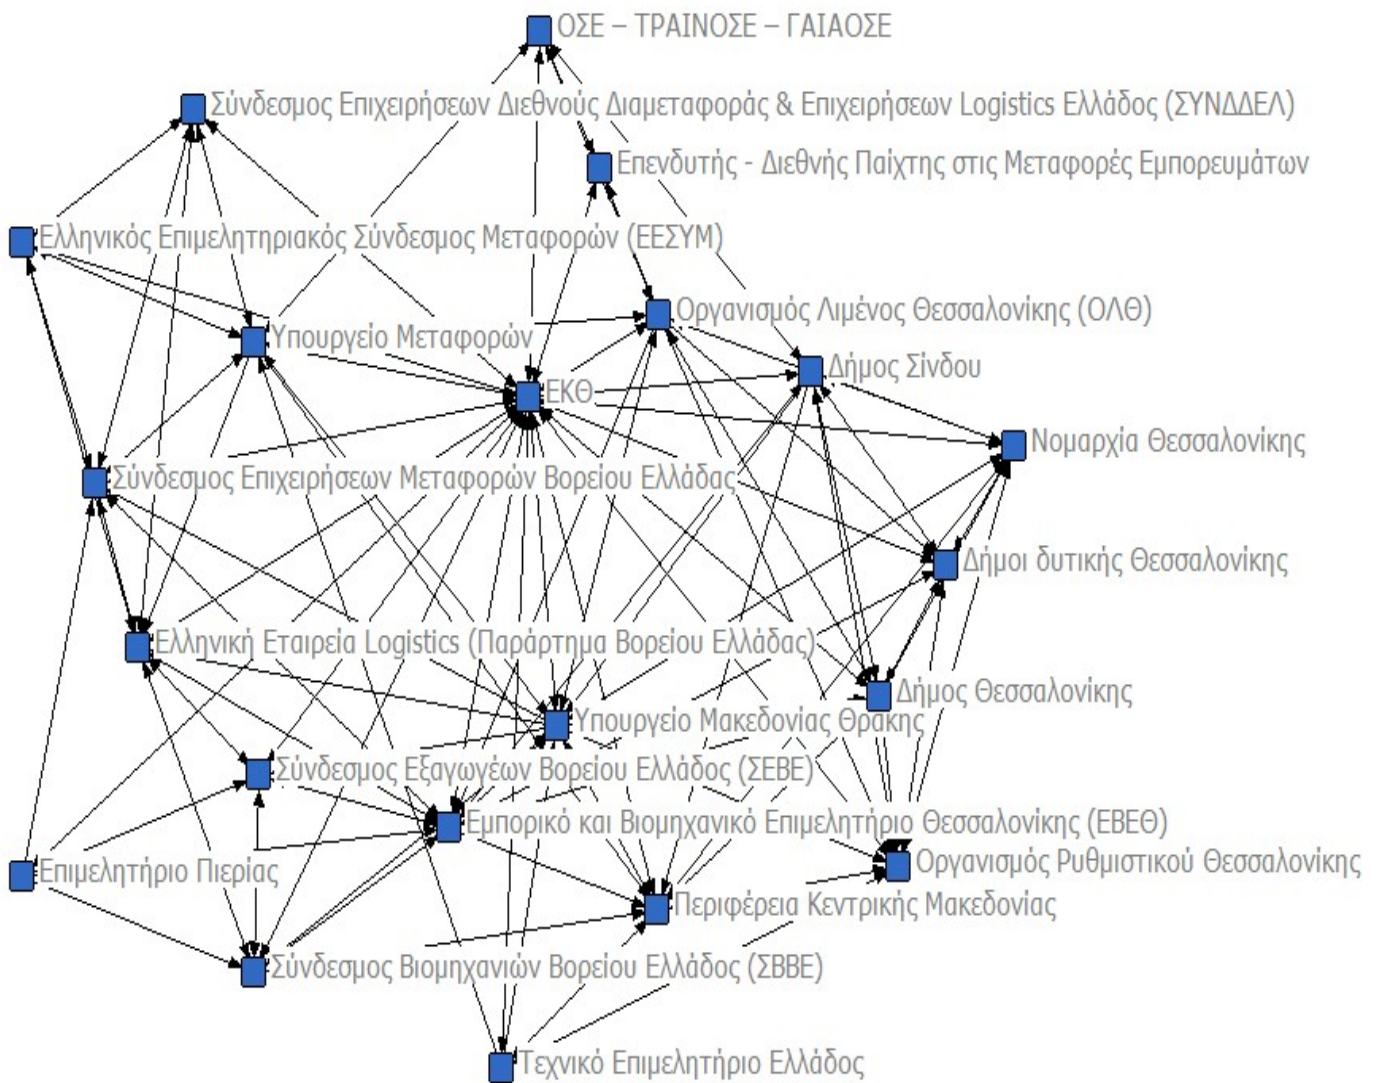 ΟΣΕ – ΤΡΑΙΝΟΣΕ – ΓΑΙΑΟΣΕ
Σύνδεσμος Επιχειρήσεων Διεθνούς Διαμεταφοράς & Επιχειρήσεων Logistics Ελλάδος (ΣΥΝΔΔΕΛ)
Επενδυτής - Διεθνής Παίχτης στις Μεταφορές Εμπορευμάτων
Ελληνικός Επιμελητηριακός Σύνδεσμος Μεταφορών (ΕΕΣΥΜ)
Οργανισμός Λιμένος Θεσσαλονίκης (ΟΛΘ)
Υπουργείο Μεταφορών
Δήμος Σίνδου
ΕΚΘ
Νομαρχία Θεσσαλονίκης
Σύνδεσμος Επιχειρήσεων Μεταφορών Βορείου Ελλάδας
Δήμοι δυτικής Θεσσαλονίκης
Ελληνική Εταιρεία Logistics (Παράρτημα Βορείου Ελλάδας)
Δήμος Θεσσαλονίκης
Υπουργείο Μακεδονίας Θράκης
Σύνδεσμος Εξαγωγέων Βορείου Ελλάδος (ΣΕΒΕ)
Εμπορικό και Βιομηχανικό Επιμελητήριο Θεσσαλονίκης (ΕΒΕΘ)
Οργανισμός Ρυθμιστικού Θεσσαλονίκης
Επιμελητήριο Πιερίας
Περιφέρεια Κεντρικής Μακεδονίας
Σύνδεσμος Βιομηχανιών Βορείου Ελλάδος (ΣΒΒΕ)
Τεχνικό Επιμελητήριο Ελλάδος